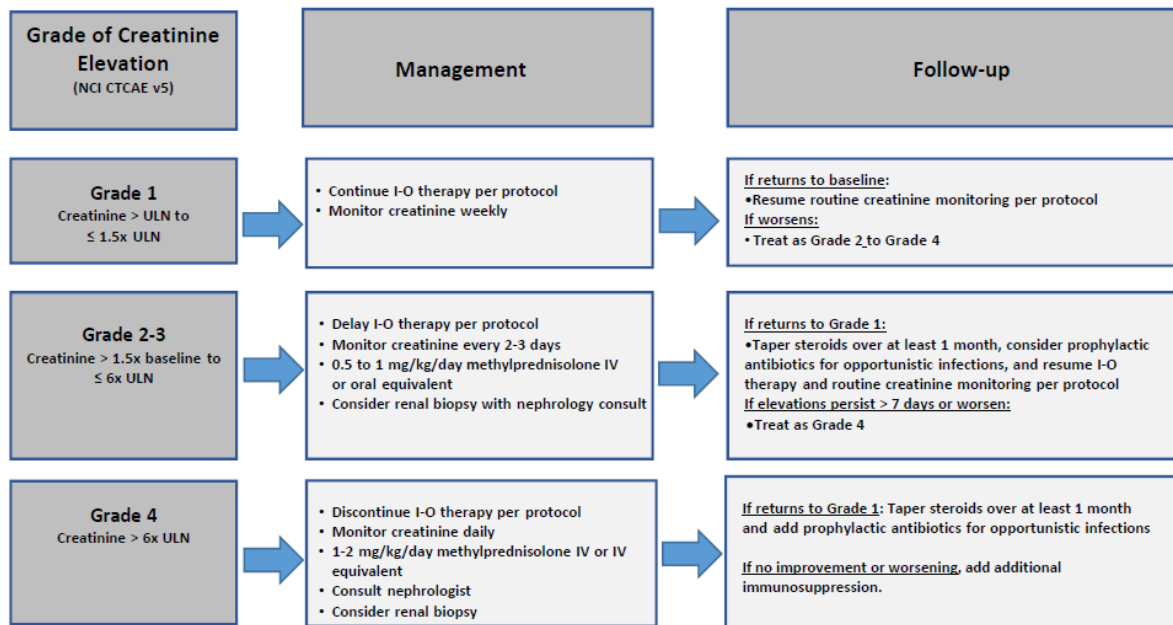 Grade of Creatinine
Elevation
(NCI CTCAE v5)
Management
Follow-up
Grade 1
Creatinine > ULN to
≤ 1.5x ULN
• Continue I-O therapy per protocol
• Monitor creatinine weekly
If returns to baseline:
•Resume routine creatinine monitoring per protocol
If worsens:
• Treat as Grade 2 to Grade 4
Grade 2-3
Creatinine > 1.5x baseline to
≤ 6x ULN
• Delay I-O therapy per protocol
• Monitor creatinine every 2-3 days
• 0.5 to 1 mg/kg/day methylprednisolone IV
or oral equivalent
• Consider renal biopsy with nephrology consult
If returns to Grade 1:
•Taper steroids over at least 1 month, consider prophylactic
antibiotics for opportunistic infections, and resume I-O
therapy and routine creatinine monitoring per protocol
If elevations persist > 7 days or worsen:
•Treat as Grade 4
Grade 4
Creatinine > 6x ULN
• Discontinue I-O therapy per protocol
• Monitor creatinine daily
• 1-2 mg/kg/day methylprednisolone IV or IV
equivalent
• Consult nephrologist
• Consider renal biopsy
If returns to Grade 1: Taper steroids over at least 1 month
and add prophylactic antibiotics for opportunistic infections
If no improvement or worsening, add additional
immunosuppression.